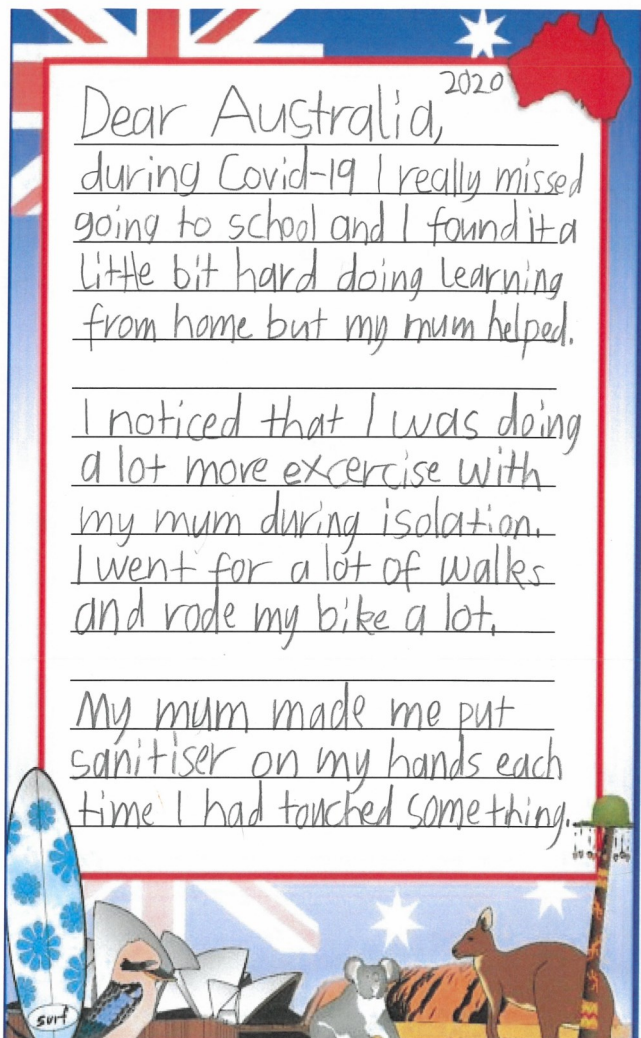 2020
Dear Australia,
during Covid-19 I really missed
going to school and I found it a
little bit hard doing learning
from home but my mum helped.
I noticed that I was doing
a lot more excercise with
my mum during isolation.
I went for a lot of walks
and rode my bike a lot.
My mum made me put
sanitiser on my hands each
time I had touched something.
surf